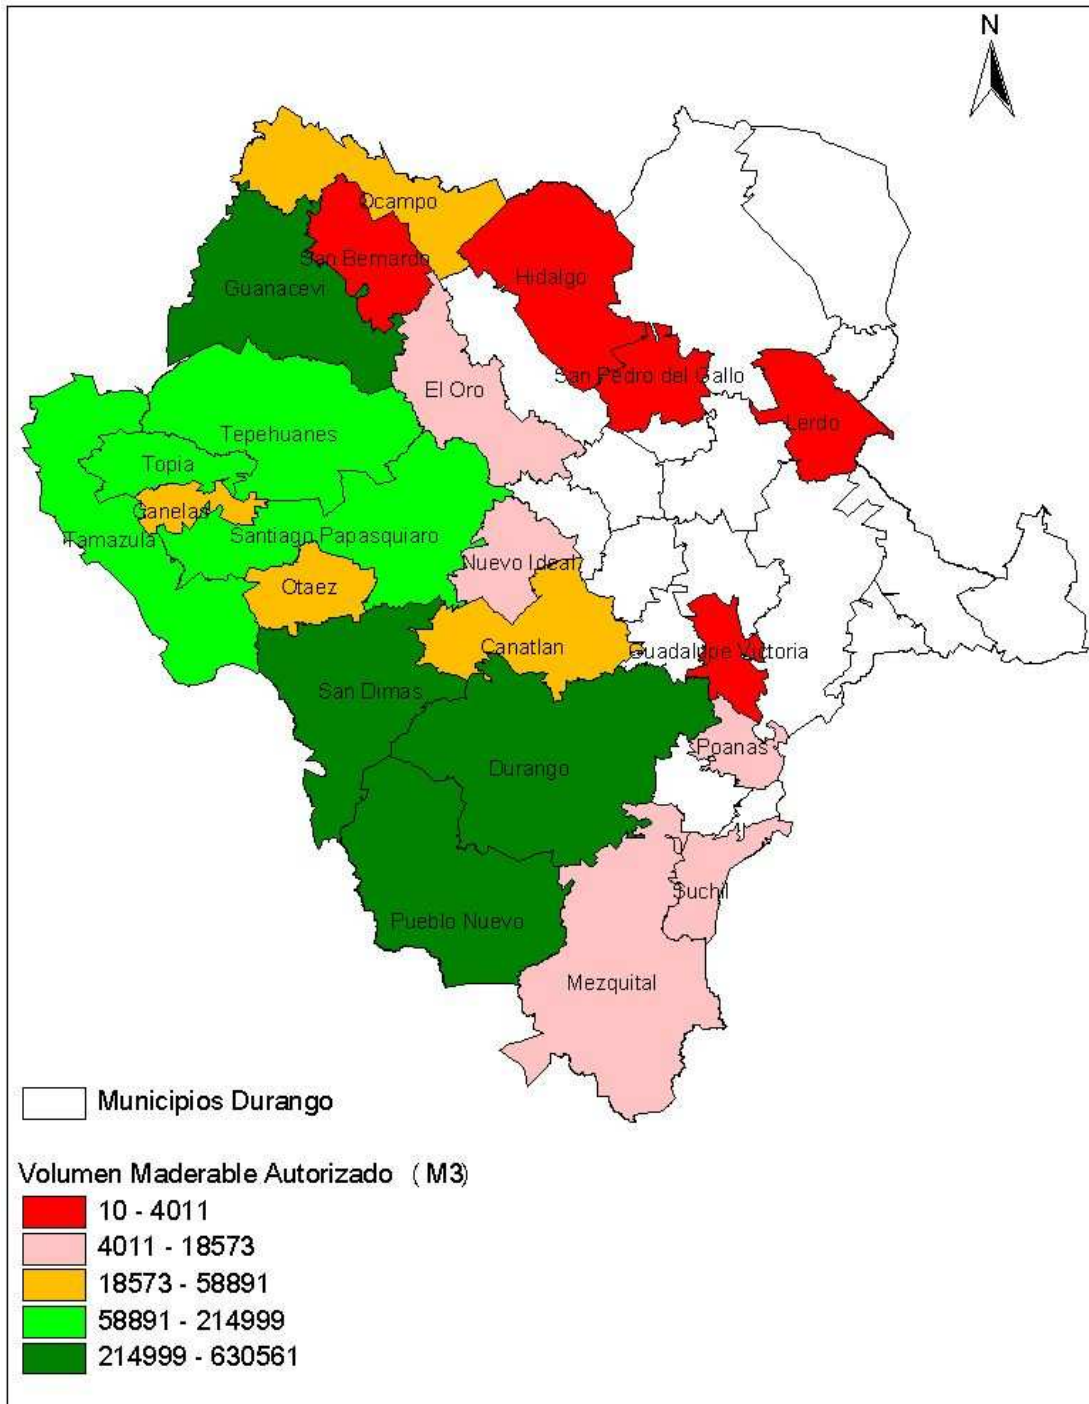 N
Ocampo
San Bernardo
Hidalgo
Guanacevi
San Pedro del Gallo
El Oro
Lerdo
Tepehuanes
Topia
Canelas
Tamazula
Santiago Papasquiaro
Nuevo Ideal
Otaez
Canatlan
Guadalupe Victoria
San Dimas
Poanas
Durango
Suchil
Pueblo Nuevo
Mezquital
Municipios Durango
Volumen Maderable Autorizado ( M3)
10 - 4011
4011 - 18573
18573 - 58891
58891 - 214999
214999 - 630561